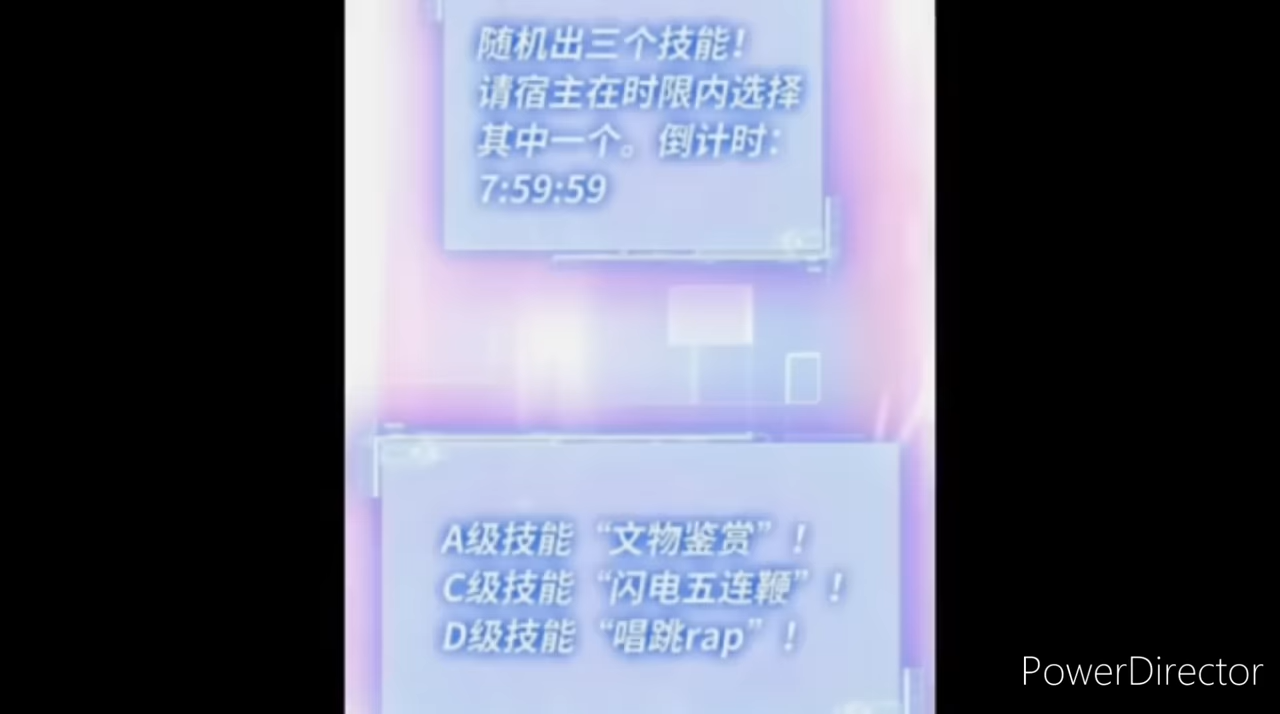 随机出三个技能！
请宿主在时限内选择
其中一个。倒计时：
7:59:59
A级技能“文物鉴赏”！
C级技能“闪电五连鞭”！
D级技能“唱跳rap”！
PowerDirector